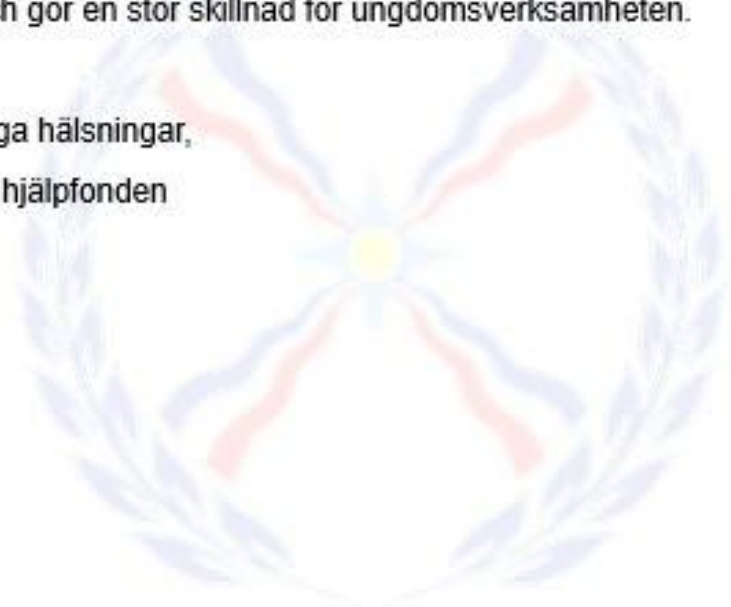 h gör en stor skillnad för ungdomsverksamheten.
ga hälsningar,
hjälpfonden